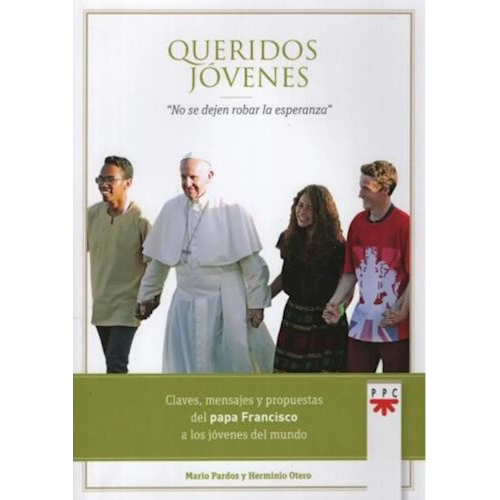 QUERIDOS
JÓVENES
“No se dejen robar la esperanza”
Claves, mensajes y propuestas
del papa Francisco
a los jóvenes del mundo
PPC
Mario Pardos y Herminio Otero